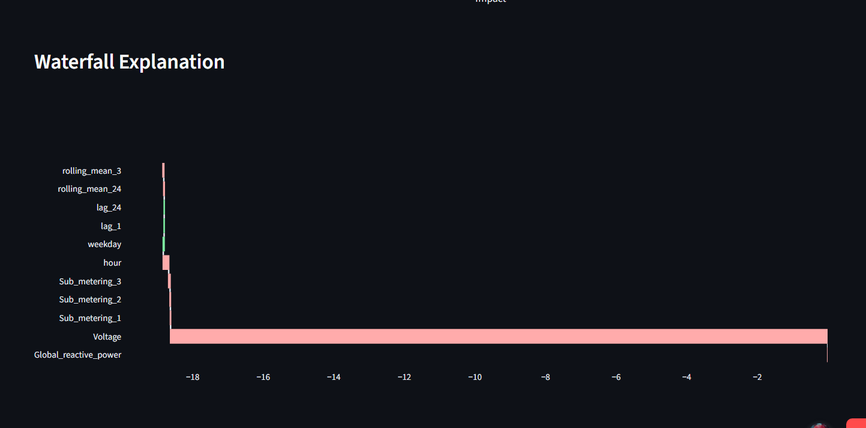 Impact
Waterfall Explanation
rolling_mean_3
rolling_mean_24
lag_24
lag_1
weekday
hour
Sub_metering_3
Sub_metering_2
Sub_metering_1
Voltage
Global_reactive_power
−18 −16 −14 −12 −10 −8 −6 −4 −2